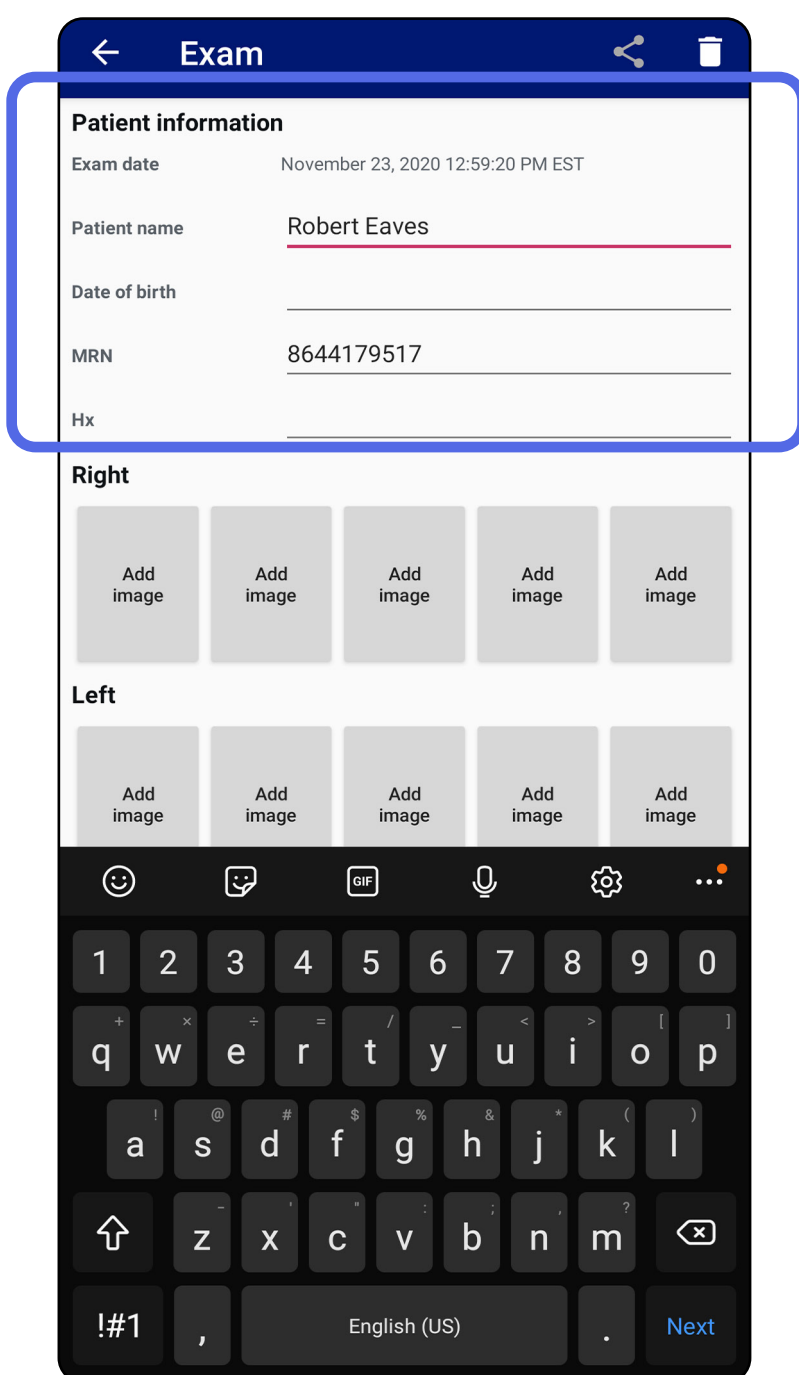 Exam
Patient information
Exam date November 23, 2020 12:59:20 PM EST
Patient name Robert Eaves
Date of birth
MRN 8644179517
Hx
Right
Add image Add image Add image Add image Add image
Left
Add image Add image Add image Add image Add image
GIF
1 2 3 4 5 6 7 8 9 0
+ × ÷ = / _ < > [ ]
q w e r t y u i o p
! @ # $ % & * ( )
a s d f g h j k l
- ' " : ; , ?
z x c v b n m
!#1 , English (US) . Next